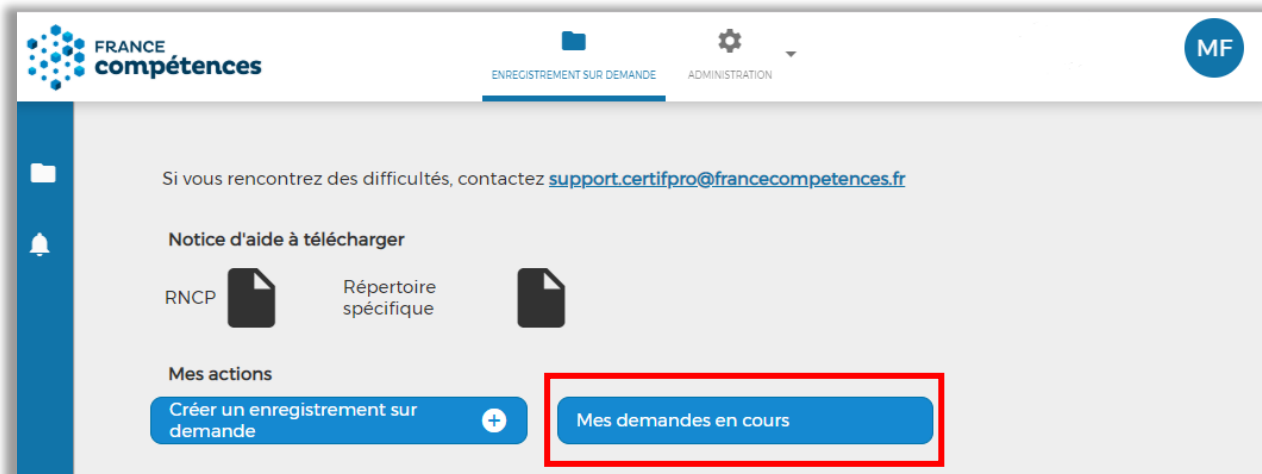 FRANCE
compétences
ENREGISTREMENT SUR DEMANDE
ADMINISTRATION
MF
Si vous rencontrez des difficultés, contactez support.certifpro@francecompetences.fr
Notice d'aide à télécharger
RNCP
Répertoire
spécifique
Mes actions
Créer un enregistrement sur
demande
Mes demandes en cours